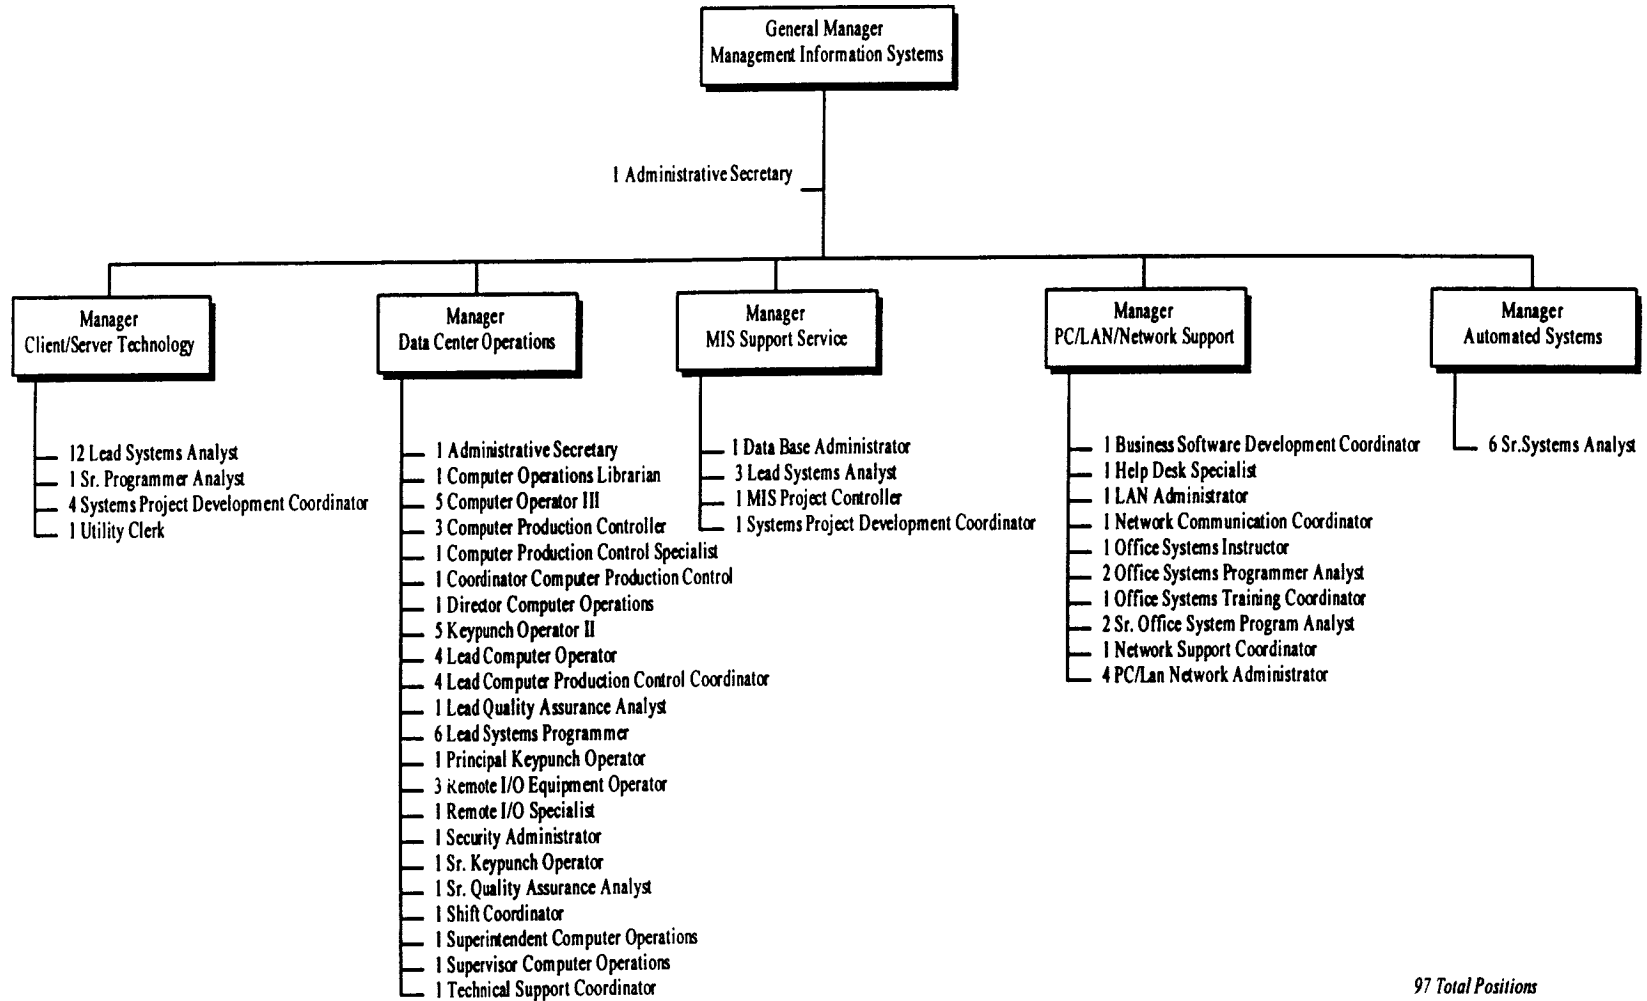 General Manager
Management Information Systems
1 Administrative Secretary
Manager
Client/Server Technology
12 Lead Systems Analyst
1 Sr. Programmer Analyst
4 Systems Project Development Coordinator
1 Utility Clerk
Manager
Data Center Operations
1 Administrative Secretary
1 Computer Operations Librarian
5 Computer Operator III
3 Computer Production Controller
1 Computer Production Control Specialist
1 Coordinator Computer Production Control
1 Director Computer Operations
5 Keypunch Operator II
4 Lead Computer Operator
4 Lead Computer Production Control Coordinator
1 Lead Quality Assurance Analyst
6 Lead Systems Programmer
1 Principal Keypunch Operator
3 Remote I/O Equipment Operator
1 Remote I/O Specialist
1 Security Administrator
1 Sr. Keypunch Operator
1 Sr. Quality Assurance Analyst
1 Shift Coordinator
1 Superintendent Computer Operations
1 Supervisor Computer Operations
1 Technical Support Coordinator
Manager
MIS Support Service
1 Data Base Administrator
3 Lead Systems Analyst
1 MIS Project Controller
1 Systems Project Development Coordinator
Manager
PC/LAN/Network Support
1 Business Software Development Coordinator
1 Help Desk Specialist
1 LAN Administrator
1 Network Communication Coordinator
1 Office Systems Instructor
2 Office Systems Programmer Analyst
1 Office Systems Training Coordinator
2 Sr. Office System Program Analyst
1 Network Support Coordinator
4 PC/Lan Network Administrator
Manager
Automated Systems
6 Sr.Systems Analyst
97 Total Positions